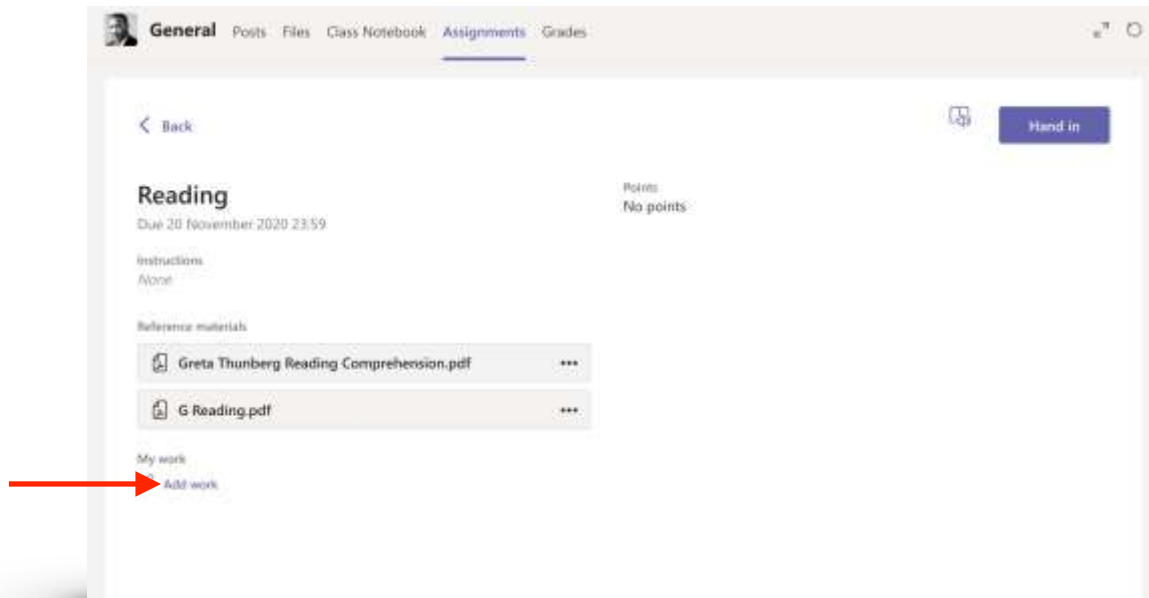 General Posts Files Class Notebook Assignments Grades
Back
Hand in
Reading
Due 20 November 2020 23:59
Points
No points
Instructions
None
Reference materials
Greta Thunberg Reading Comprehension.pdf
G Reading.pdf
My work
Add work